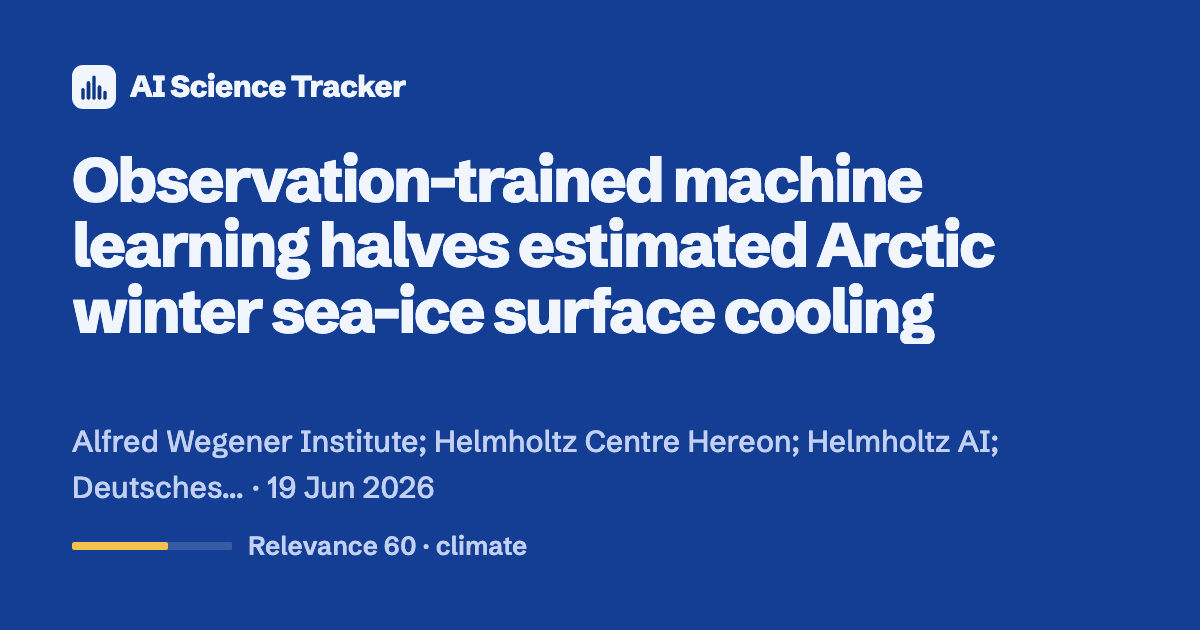 AI Science Tracker
Observation-trained machine
learning halves estimated Arctic
winter sea-ice surface cooling
Alfred Wegener Institute; Helmholtz Centre Hereon; Helmholtz AI;
Deutsches... · 19 Jun 2026
Relevance 60 · climate